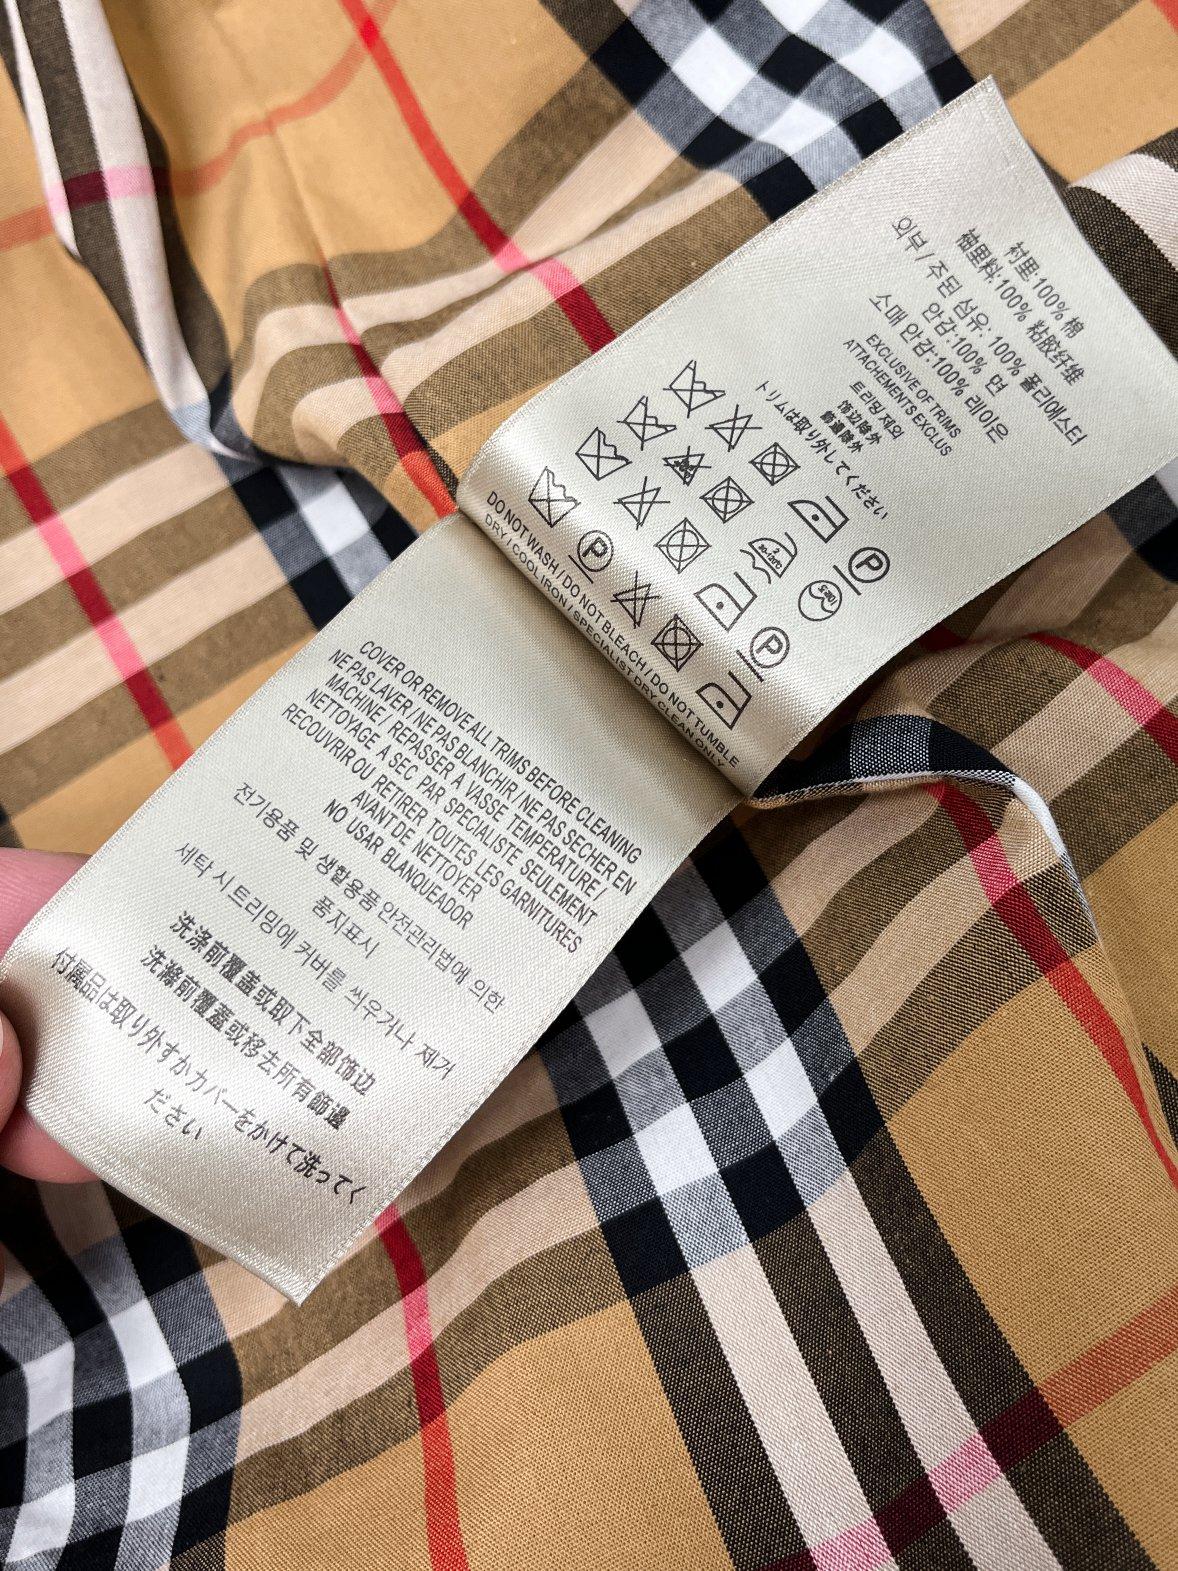 衬里:100% 棉
袖里料:100% 粘胶纤维
외부 / 주된 섬유: 100% 폴리에스터
안감:100% 면
소매 안감:100% 레이온
EXCLUSIVE OF TRIMS
ATTACHEMENTS EXCLUS
트리밍 제외
饰边除外
飾邊除外
トリムは取り外してください
DO NOT WASH / DO NOT BLEACH / DO NOT TUMBLE
DRY / COOL IRON / SPECIALIST DRY CLEAN ONLY
COVER OR REMOVE ALL TRIMS BEFORE CLEANING
NE PAS LAVER / NE PAS BLANCHIR / NE PAS SECHER EN
MACHINE / REPASSER A VASSE TEMPERATURE /
NETTOYAGE A SEC PAR SPECIALISTE SEULEMENT
RECOUVRIR OU RETIRER TOUTES LES GARNITURES
AVANT DE NETTOYER
NO USAR BLANQUEADOR
전기용품 및 생활용품 안전관리법에 의한
품지표시
세탁 시 트리밍에 커버를 씌우거나 제거
洗涤前覆盖或取下全部饰边
洗滌前覆蓋或移去所有飾邊
付属品は取り外すかカバーをかけて洗ってく
ださい